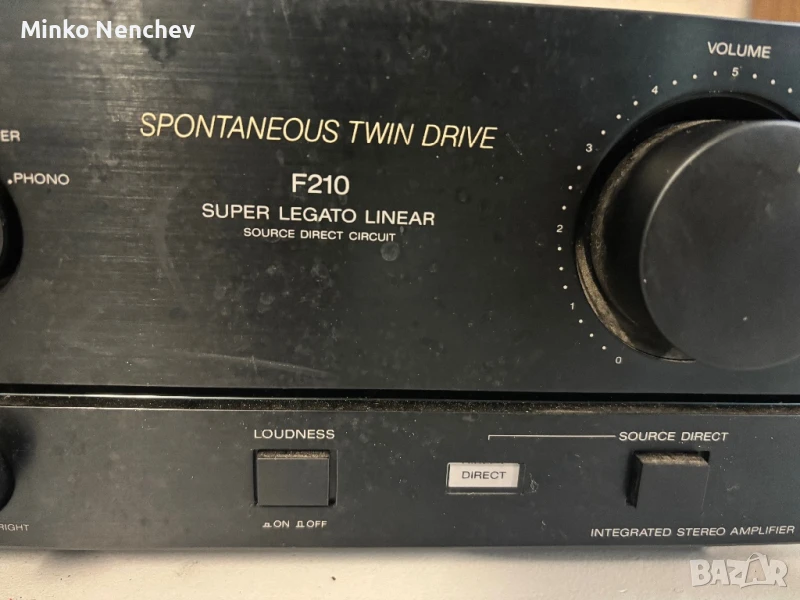 Minko Nenchev
VOLUME
5
4
3
2
1
0
SPONTANEOUS TWIN DRIVE
.PHONO
F210
SUPER LEGATO LINEAR
SOURCE DIRECT CIRCUIT
LOUDNESS
SOURCE DIRECT
DIRECT
ON OFF
RIGHT
INTEGRATED STEREO AMPLIFIER
BAZAR